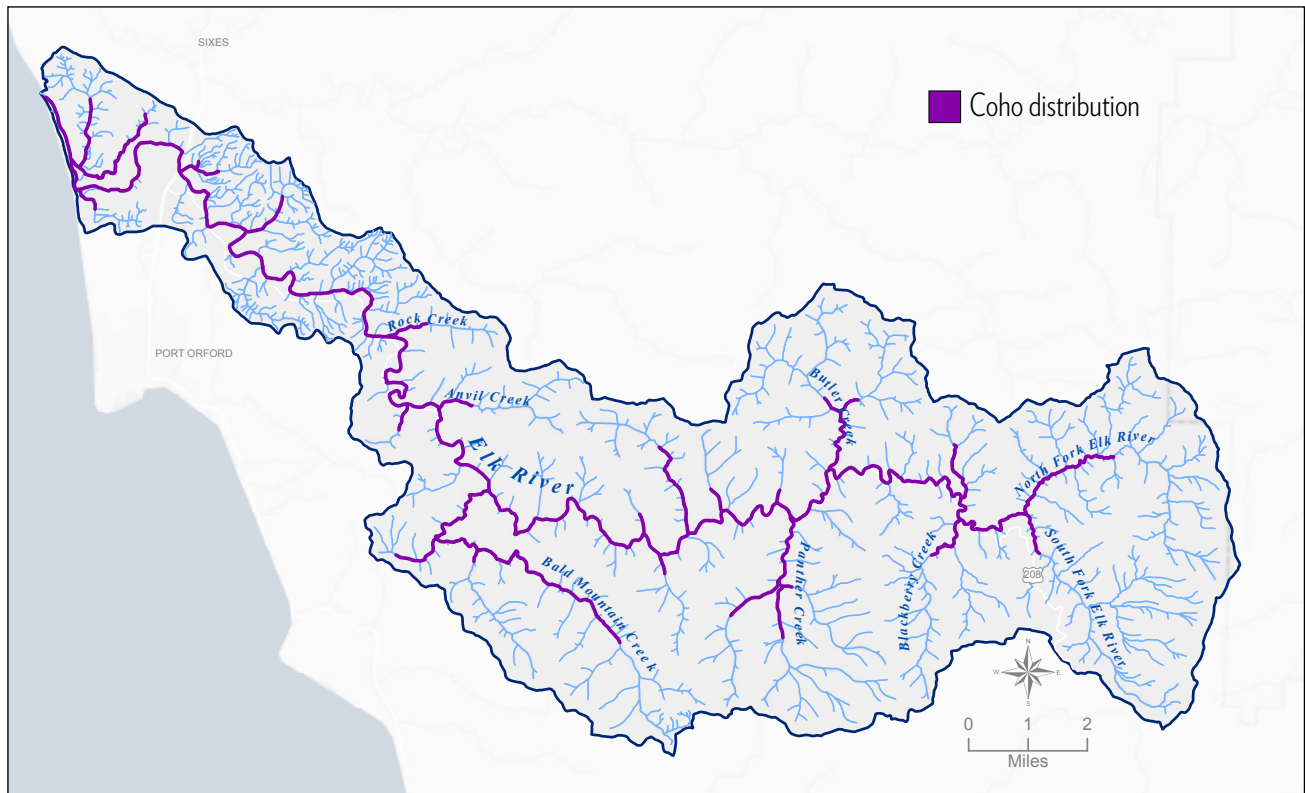 SIXES
Coho distribution
Rock Creek
PORT ORFORD
Anvil Creek
Butler Creek
Elk River
North Fork Elk River
South Fork Elk River
Panther Creek
Blackberry Creek
Bald Mountain Creek
208
N
W E
S
0 1 2
Miles